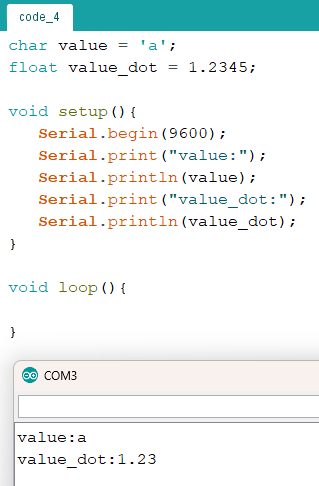 code_4
char value = 'a';
float value_dot = 1.2345;
void setup(){
Serial.begin(9600);
Serial.print("value:");
Serial.println(value);
Serial.print("value_dot:");
Serial.println(value_dot);
}
void loop(){
}
COM3
value:a
value_dot:1.23